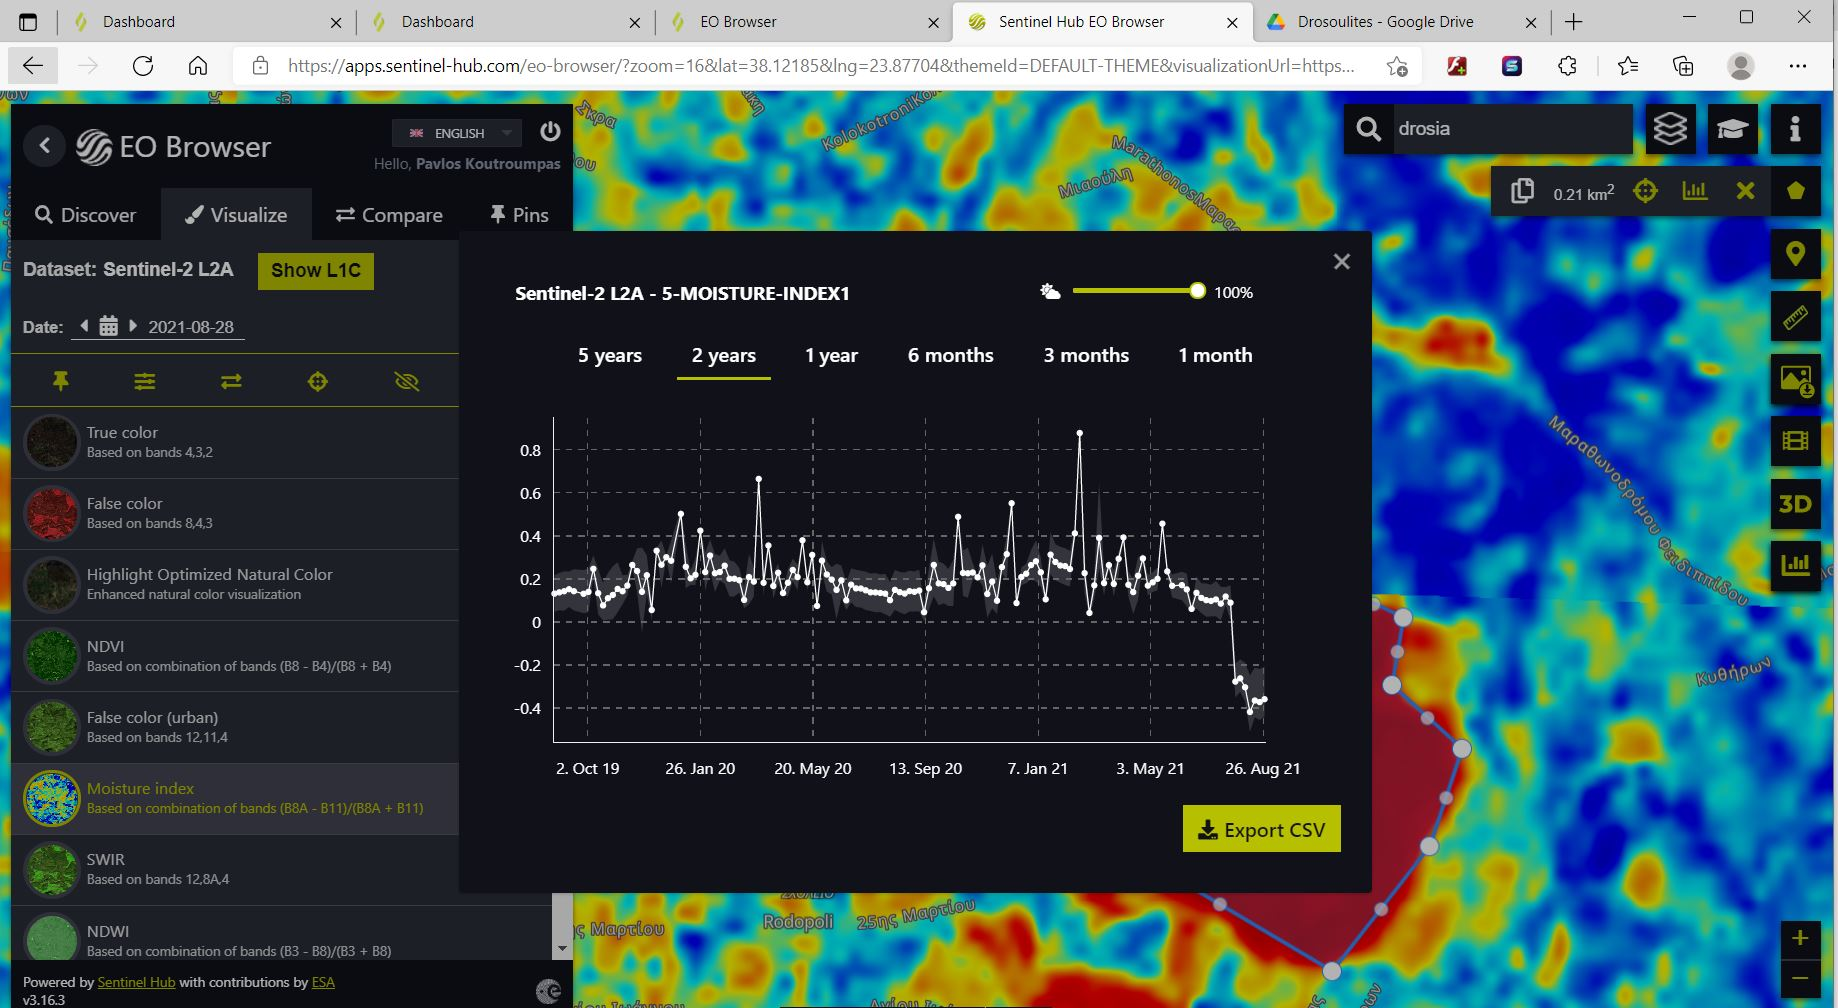 Dashboard
Dashboard
EO Browser
Sentinel Hub EO Browser
Drosoulites - Google Drive
https://apps.sentinel-hub.com/eo-browser/?zoom=16&lat=38.12185&lng=23.87704&themeId=DEFAULT-THEME&visualizationUrl=https...
EO Browser
ENGLISH
Hello, Pavlos Koutroumpas
Discover
Visualize
Compare
Pins
Dataset: Sentinel-2 L2A
Show L1C
Date:
2021-08-28
True color
Based on bands 4,3,2
False color
Based on bands 8,4,3
Highlight Optimized Natural Color
Enhanced natural color visualization
NDVI
Based on combination of bands (B8 - B4)/(B8 + B4)
False color (urban)
Based on bands 12,11,4
Moisture index
Based on combination of bands (B8A - B11)/(B8A + B11)
SWIR
Based on bands 12,8A,4
NDWI
Based on combination of bands (B3 - B8)/(B3 + B8)
Powered by Sentinel Hub with contributions by ESA
v3.16.3
drosia
0.21 km²
3D
Sentinel-2 L2A - 5-MOISTURE-INDEX1
100%
5 years
2 years
1 year
6 months
3 months
1 month
0.8
0.6
0.4
0.2
0
-0.2
-0.4
2. Oct 19
26. Jan 20
20. May 20
13. Sep 20
7. Jan 21
3. May 21
26. Aug 21
Export CSV
Σκρα
Μιαούλη
Μαραθωνοδρόμου Φειδιππίδου
Κυθήρων
Rodopoli
25ης Μαρτίου
ης Μαρτίου
+
−